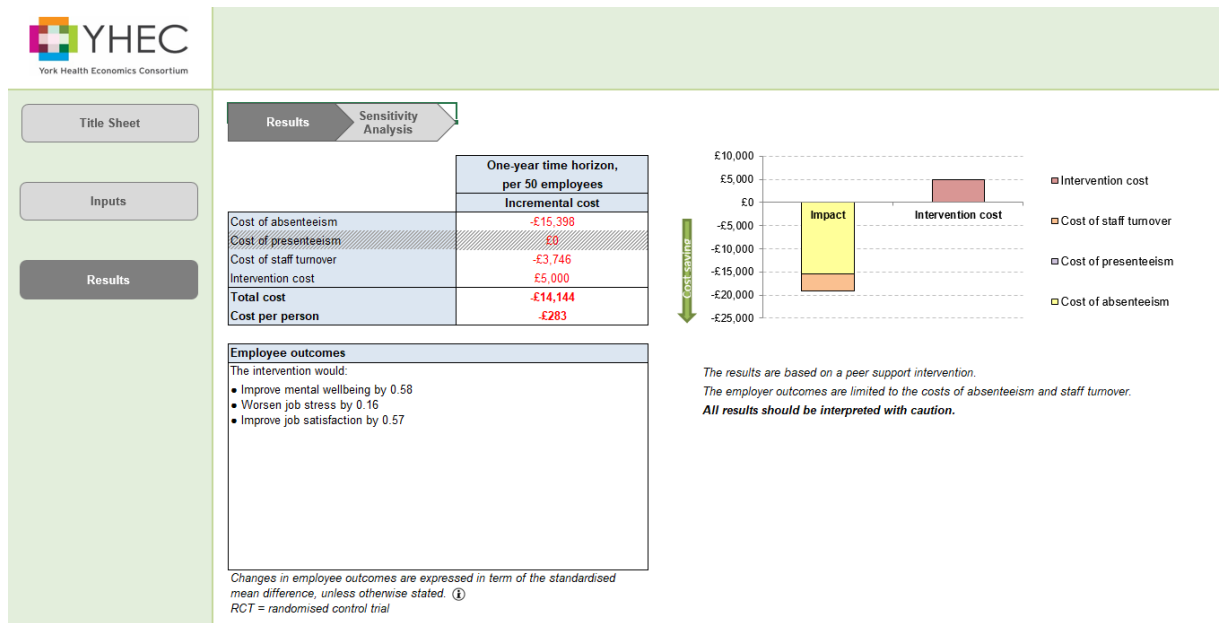 YHEC
York Health Economics Consortium
Title Sheet
Inputs
Results
Results
Sensitivity
Analysis
One-year time horizon,
per 50 employees
Incremental cost
Cost of absenteeism -£15,398
Cost of presenteeism £0
Cost of staff turnover -£3,746
Intervention cost £5,000
Total cost -£14,144
Cost per person -£283
Employee outcomes
The intervention would:
● Improve mental wellbeing by 0.58
● Worsen job stress by 0.16
● Improve job satisfaction by 0.57
Changes in employee outcomes are expressed in term of the standardised
mean difference, unless otherwise stated. i
RCT = randomised control trial
£10,000
£5,000
£0
-£5,000
-£10,000
-£15,000
-£20,000
-£25,000
Cost saving
Impact
Intervention cost
Intervention cost
Cost of staff turnover
Cost of presenteeism
Cost of absenteeism
The results are based on a peer support intervention.
The employer outcomes are limited to the costs of absenteeism and staff turnover.
All results should be interpreted with caution.